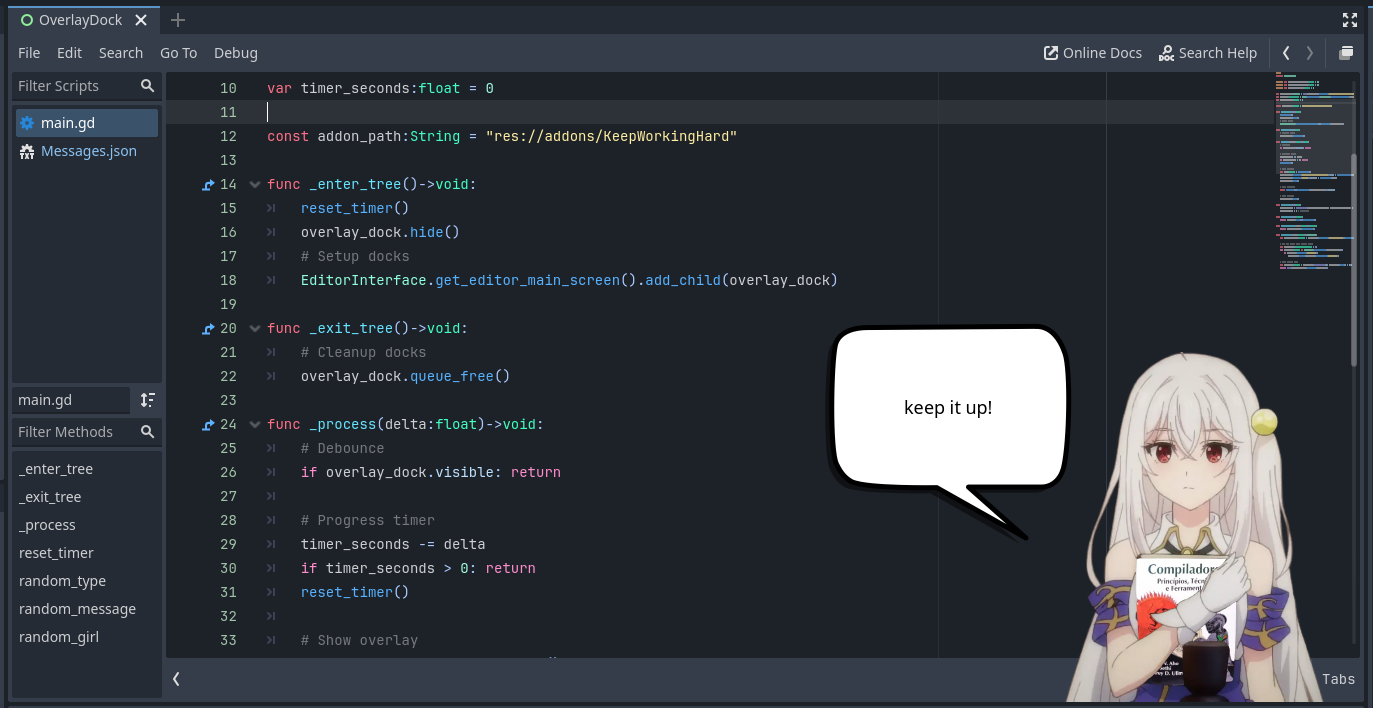 OverlayDock
File Edit Search Go To Debug
Online Docs Search Help
Filter Scripts
main.gd
Messages.json
main.gd
Filter Methods
_enter_tree
_exit_tree
_process
reset_timer
random_type
random_message
random_girl
10 var timer_seconds:float = 0
11
12 const addon_path:String = "res://addons/KeepWorkingHard"
13
14 func _enter_tree()->void:
15 reset_timer()
16 overlay_dock.hide()
17 # Setup docks
18 EditorInterface.get_editor_main_screen().add_child(overlay_dock)
19
20 func _exit_tree()->void:
21 # Cleanup docks
22 overlay_dock.queue_free()
23
24 func _process(delta:float)->void:
25 # Debounce
26 if overlay_dock.visible: return
27
28 # Progress timer
29 timer_seconds -= delta
30 if timer_seconds > 0: return
31 reset_timer()
32
33 # Show overlay
keep it up!
Compiladores
Princípios, 
e 
V. Aho
Tabs